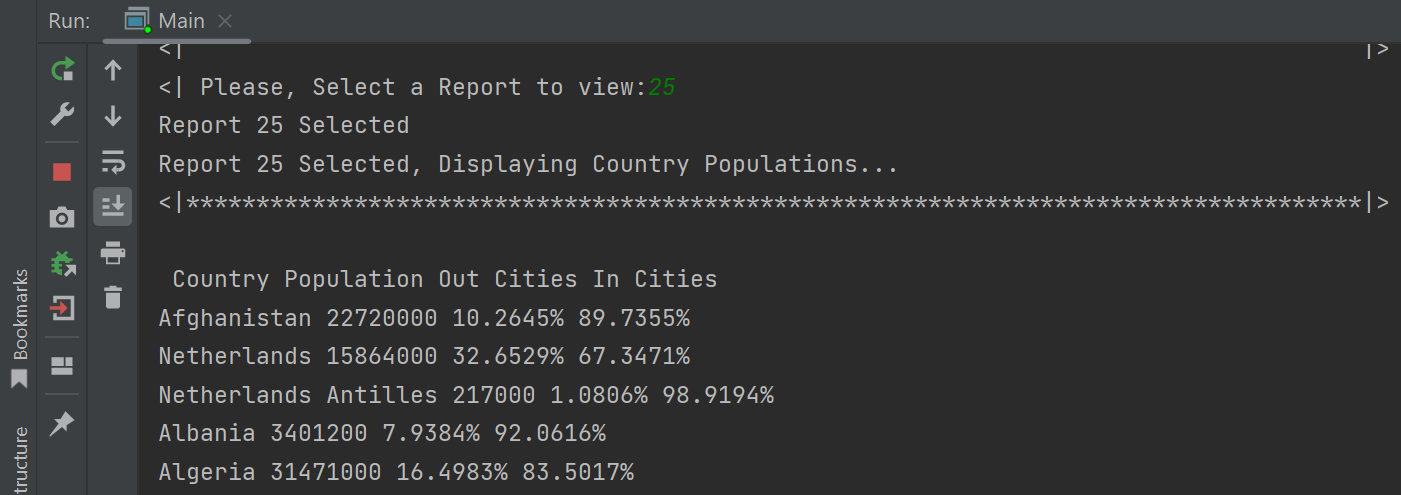 Run: Main
<| |>
<| Please, Select a Report to view:25
Report 25 Selected
Report 25 Selected, Displaying Country Populations...
<|************************************************************************************|>
Country Population Out Cities In Cities
Afghanistan 22720000 10.2645% 89.7355%
Netherlands 15864000 32.6529% 67.3471%
Netherlands Antilles 217000 1.0806% 98.9194%
Albania 3401200 7.9384% 92.0616%
Algeria 31471000 16.4983% 83.5017%
Bookmarks
tructure